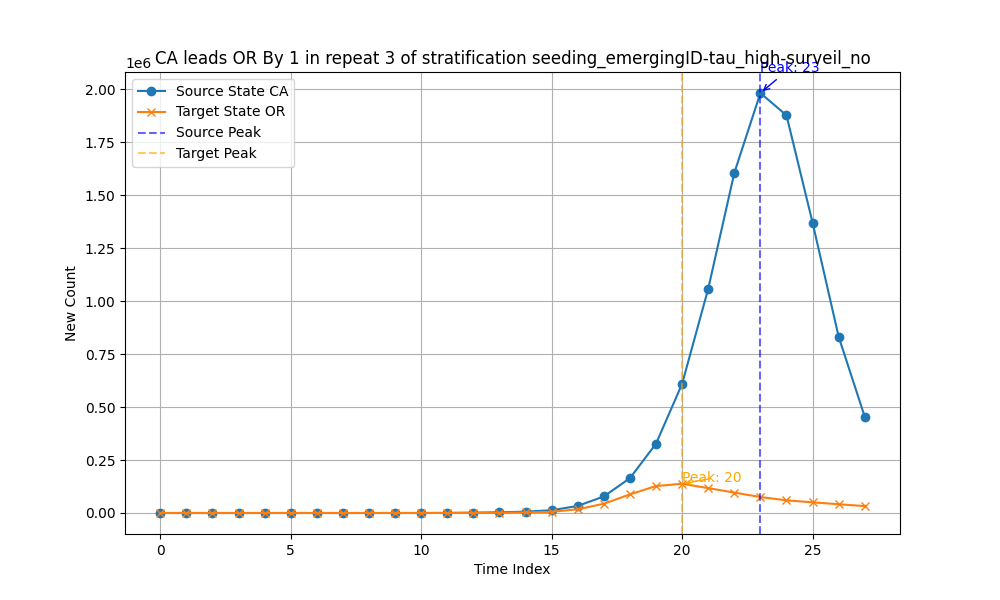 CA leads OR By 1 in repeat 3 of stratification seeding_emergingID-tau_high-surveil_no
1e6
Peak: 23
Source State CA
Target State OR
Source Peak
Target Peak
2.00
1.75
1.50
1.25
1.00
0.75
0.50
0.25
0.00
New Count
Peak: 20
0
5
10
15
20
25
Time Index